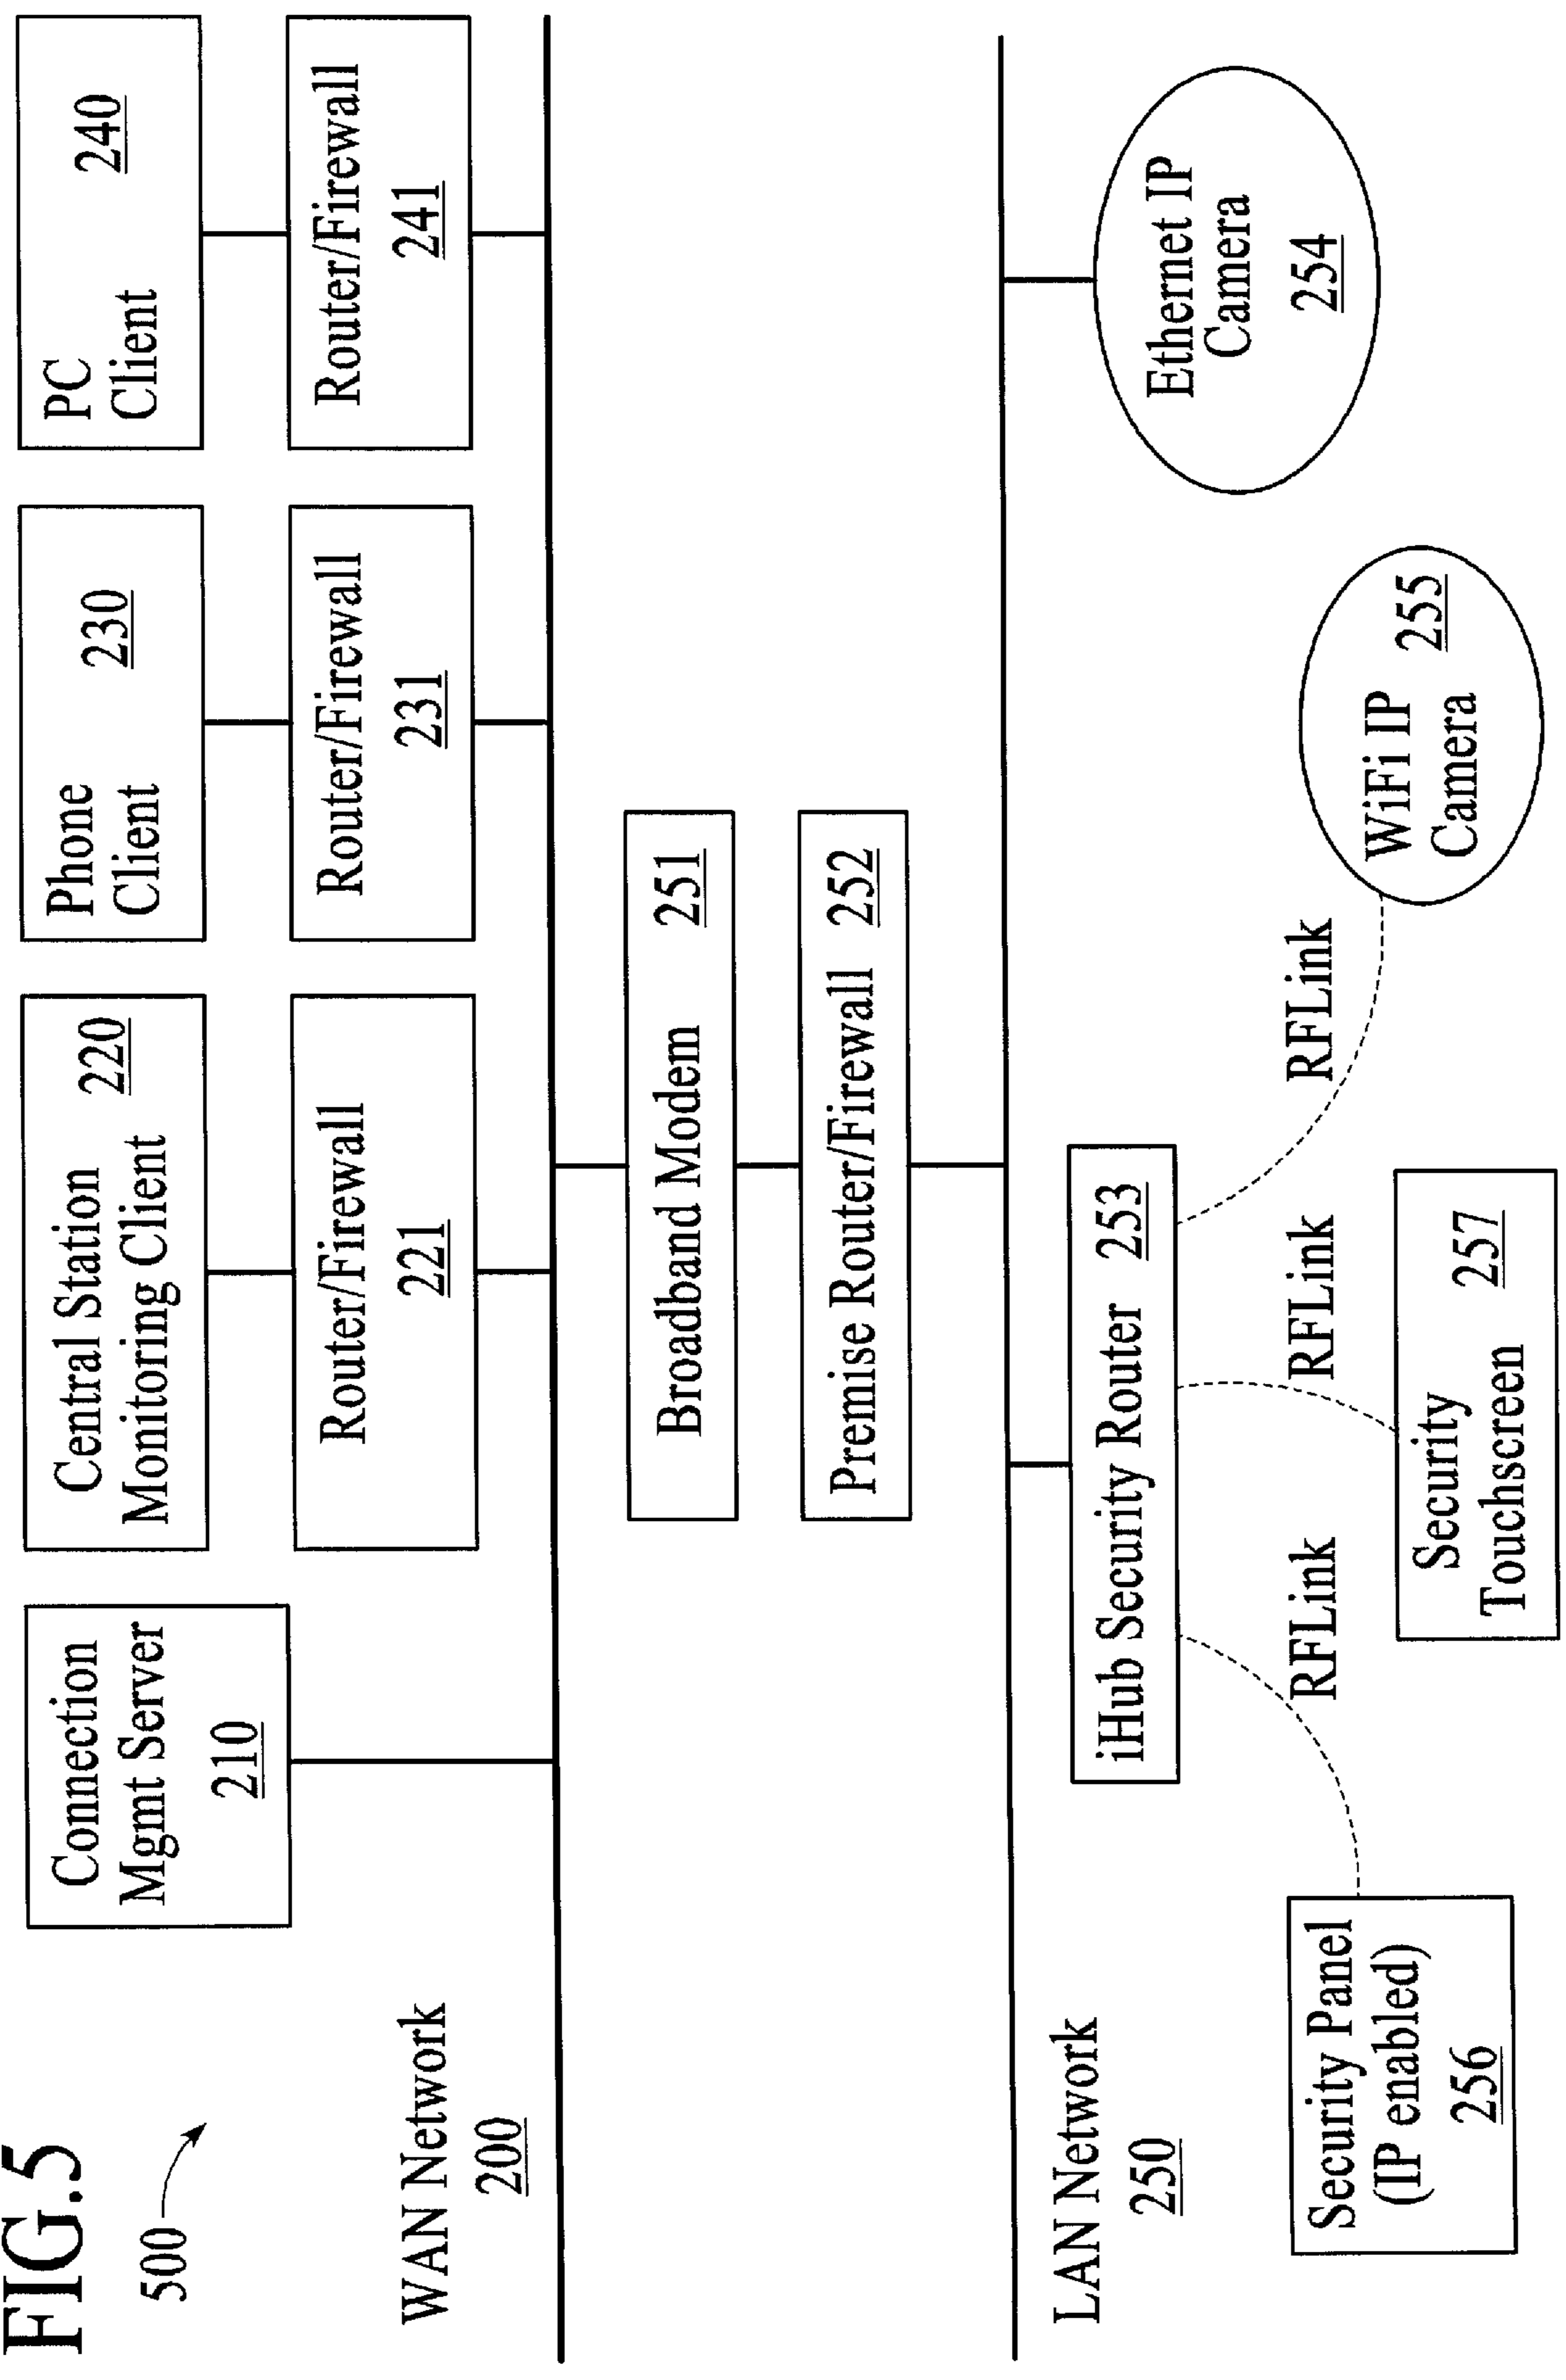 FIG.5
500
Connection
Mgmt Server
210
Central Station
Monitoring Client
220
Phone
Client
230
PC
Client
240
Router/Firewall
221
Router/Firewall
231
Router/Firewall
241
WAN Network
200
Broadband Modem 251
Premise Router/Firewall 252
LAN Network
250
iHub Security Router 253
Ethernet IP
Camera
254
RFLink
RFLink
RFLink
Security Panel
(IP enabled)
256
Security
Touchscreen
257
WiFi IP
Camera
255